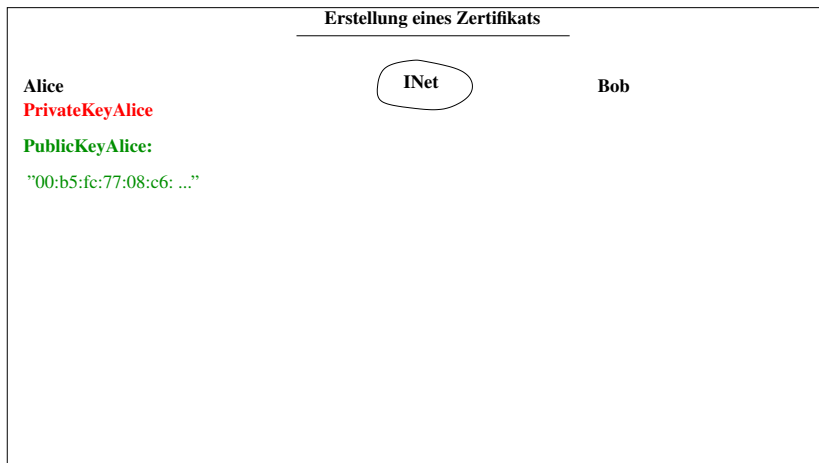 Erstellung eines Zertifikats
Alice
INet
Bob
PrivateKeyAlice
PublicKeyAlice:
”00:b5:fc:77:08:c6: ...”